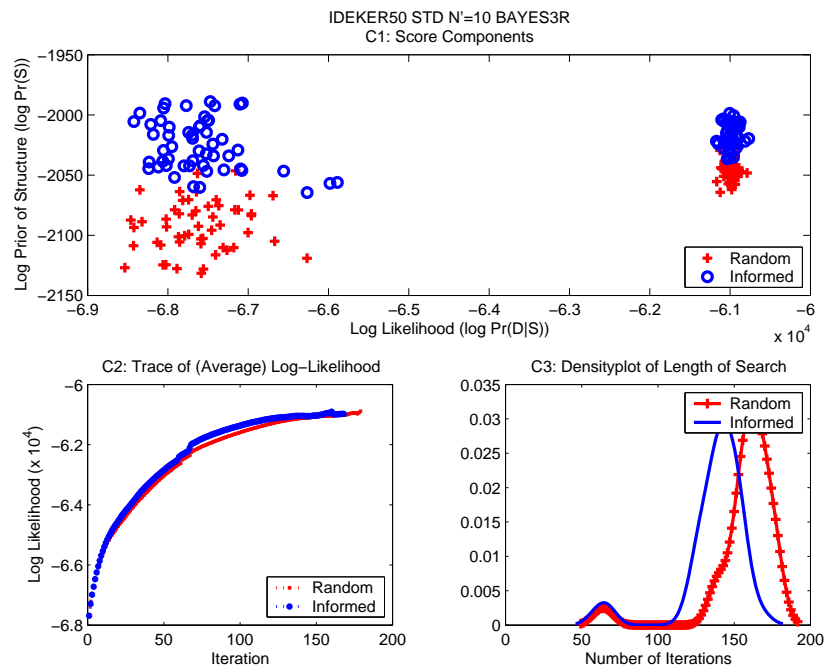 IDEKER50 STD N'=10 BAYES3R
C1: Score Components
−1950
−2000
−2050
−2100
−2150
Log Prior of Structure (log Pr(S))
−6.9 −6.8 −6.7 −6.6 −6.5 −6.4 −6.3 −6.2 −6.1 −6
x 10^4
Log Likelihood (log Pr(D|S))
Random
Informed
C2: Trace of (Average) Log−Likelihood
−6
−6.2
−6.4
−6.6
−6.8
Log Likelihood (x 10^4)
0 50 100 150 200
Iteration
Random
Informed
C3: Densityplot of Length of Search
0.035
0.03
0.025
0.02
0.015
0.01
0.005
0
0 50 100 150 200
Number of Iterations
Random
Informed